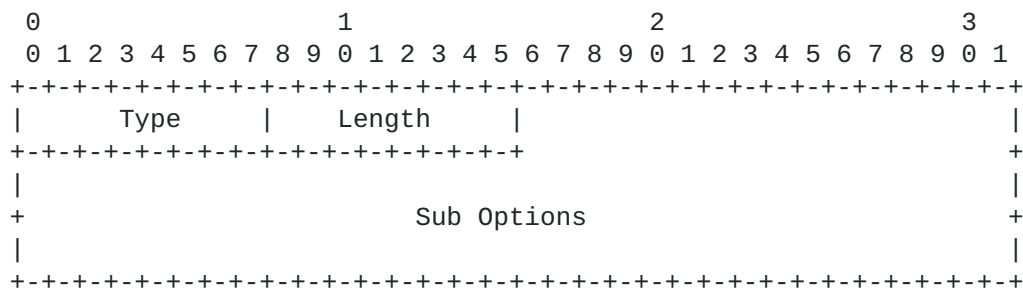 0                   1                   2                   3
 0 1 2 3 4 5 6 7 8 9 0 1 2 3 4 5 6 7 8 9 0 1 2 3 4 5 6 7 8 9 0 1
+-+-+-+-+-+-+-+-+-+-+-+-+-+-+-+-+-+-+-+-+-+-+-+-+-+-+-+-+-+-+-+-+
|      Type     |    Length     |                               |
+-+-+-+-+-+-+-+-+-+-+-+-+-+-+-+-+                               +
|                                                               |
+                         Sub Options                           +
|                                                               |
+-+-+-+-+-+-+-+-+-+-+-+-+-+-+-+-+-+-+-+-+-+-+-+-+-+-+-+-+-+-+-+-+